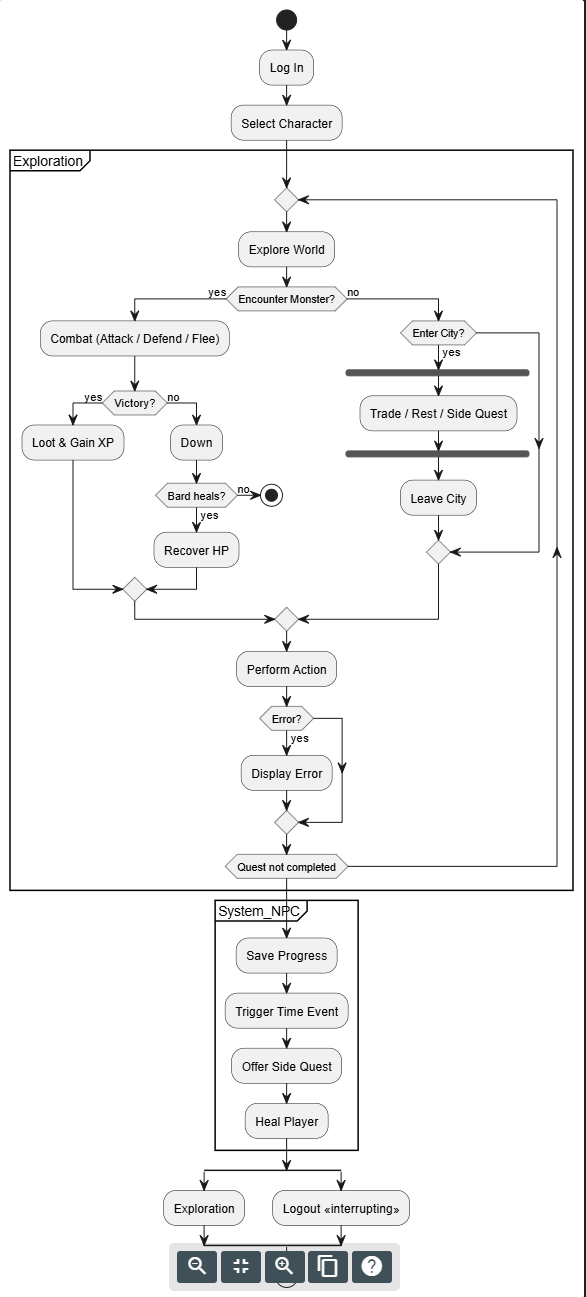 Log In
Select Character
Exploration
Explore World
yes
Encounter Monster?
no
Combat (Attack / Defend / Flee)
Enter City?
yes
yes
Victory?
no
Trade / Rest / Side Quest
Loot & Gain XP
Down
Bard heals?
no
yes
Leave City
Recover HP
Perform Action
Error?
yes
Display Error
Quest not completed
System_NPC
Save Progress
Trigger Time Event
Offer Side Quest
Heal Player
Exploration
Logout «interrupting»
?